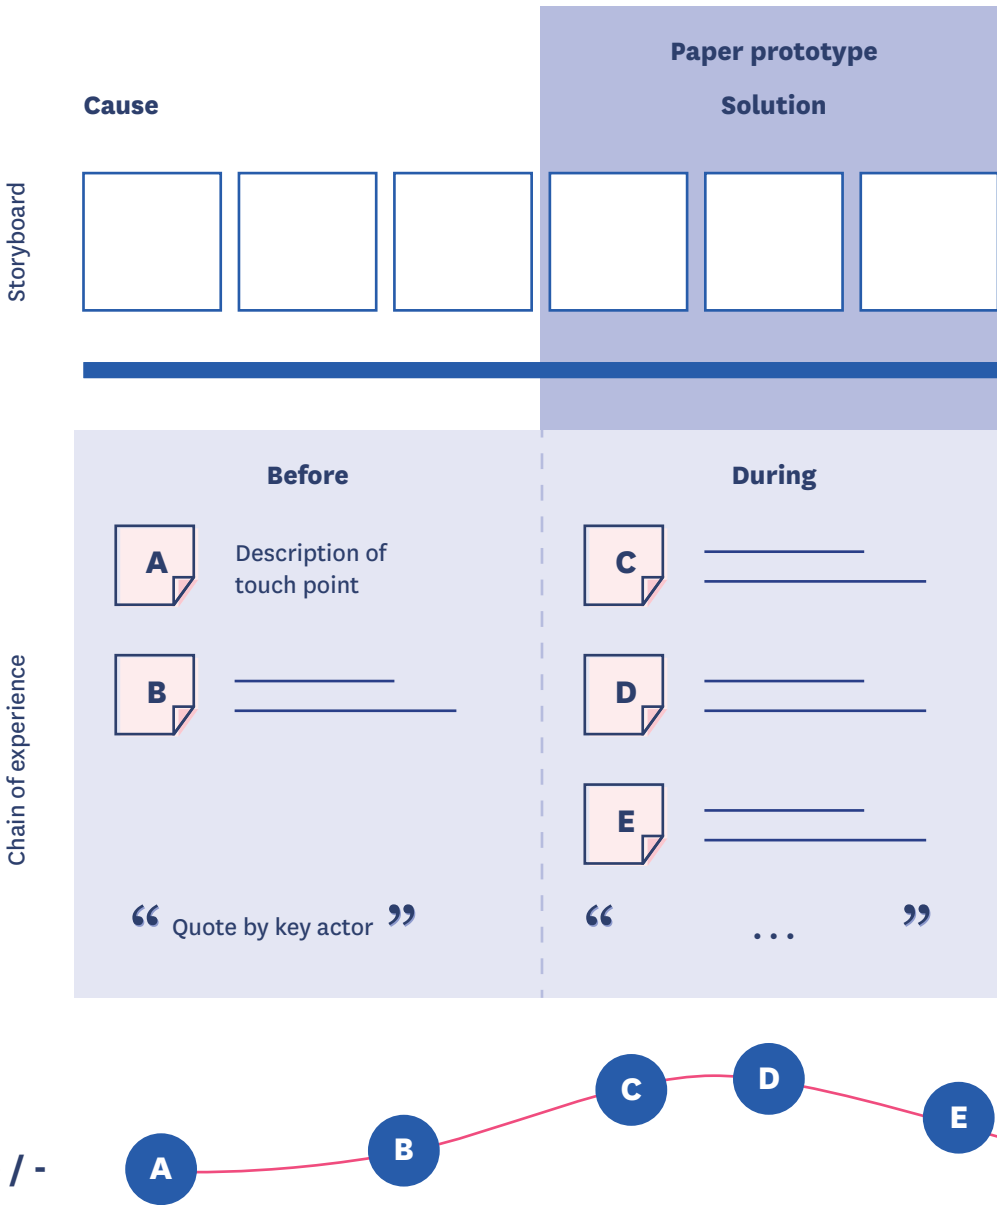 Paper prototype
Cause
Solution
Storyboard
Before
During
A
Description of
touch point
C
B
D
E
Chain of experience
“ Quote by key actor ”
“ ... ”
A
B
C
D
E
/ -